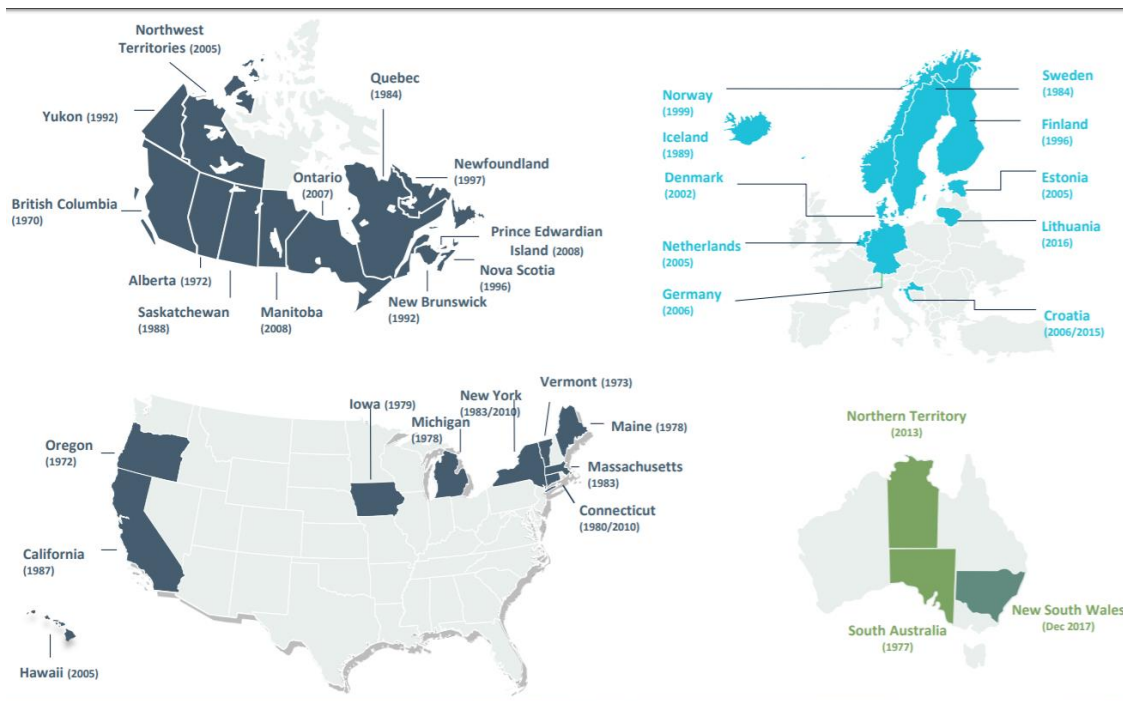 Northwest
Territories (2005)
Yukon (1992)
Quebec
(1984)
Newfoundland
(1997)
Ontario
(2007)
British Columbia
(1970)
Prince Edwardian
Island (2008)
Nova Scotia
(1996)
Alberta (1972)
Saskatchewan
(1988)
Manitoba
(2008)
New Brunswick
(1992)
Norway
(1999)
Sweden
(1984)
Iceland
(1989)
Finland
(1996)
Denmark
(2002)
Estonia
(2005)
Lithuania
(2016)
Netherlands
(2005)
Germany
(2006)
Croatia
(2006/2015)
Oregon
(1972)
Iowa (1979)
Michigan
(1978)
New York
(1983/2010)
Vermont (1973)
Maine (1978)
Massachusetts
(1983)
Connecticut
(1980/2010)
California
(1987)
Hawaii (2005)
Northern Territory
(2013)
New South Wales
(Dec 2017)
South Australia
(1977)